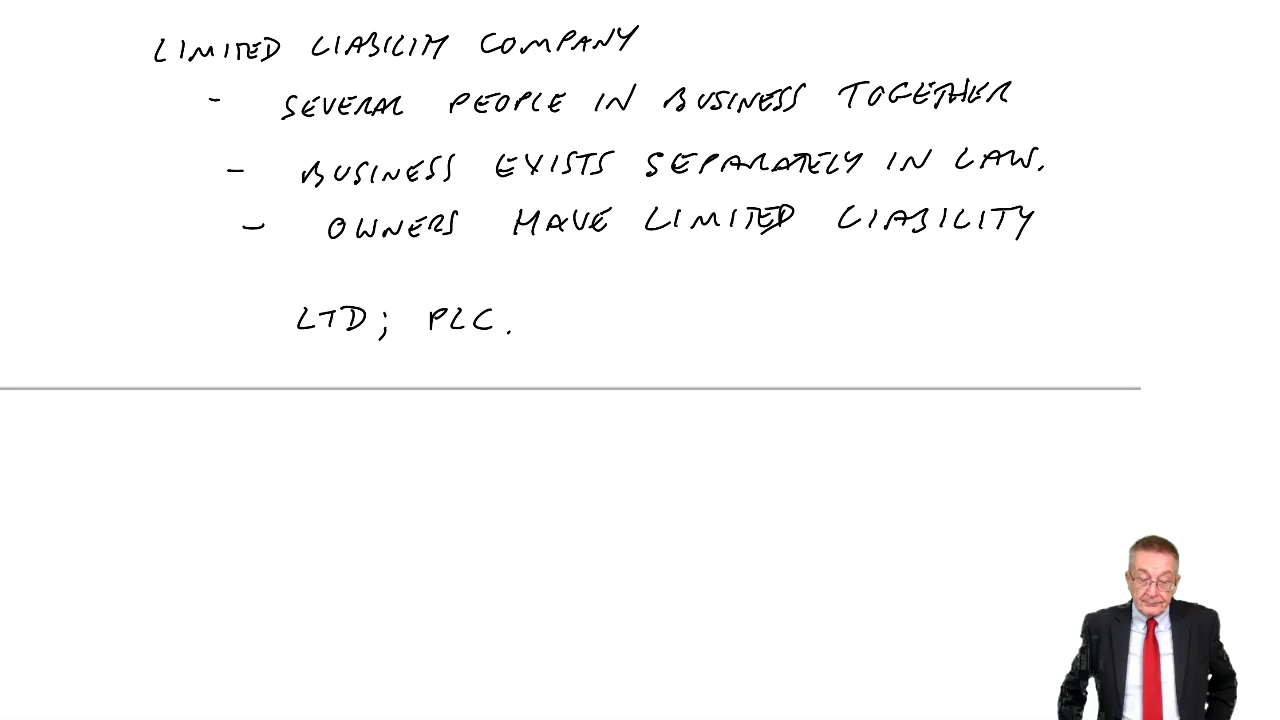 LIMITED LIABILITY COMPANY
- SEVERAL PEOPLE IN BUSINESS TOGETHER
- BUSINESS EXISTS SEPARATELY IN LAW.
- OWNERS HAVE LIMITED LIABILITY
LTD; PLC.